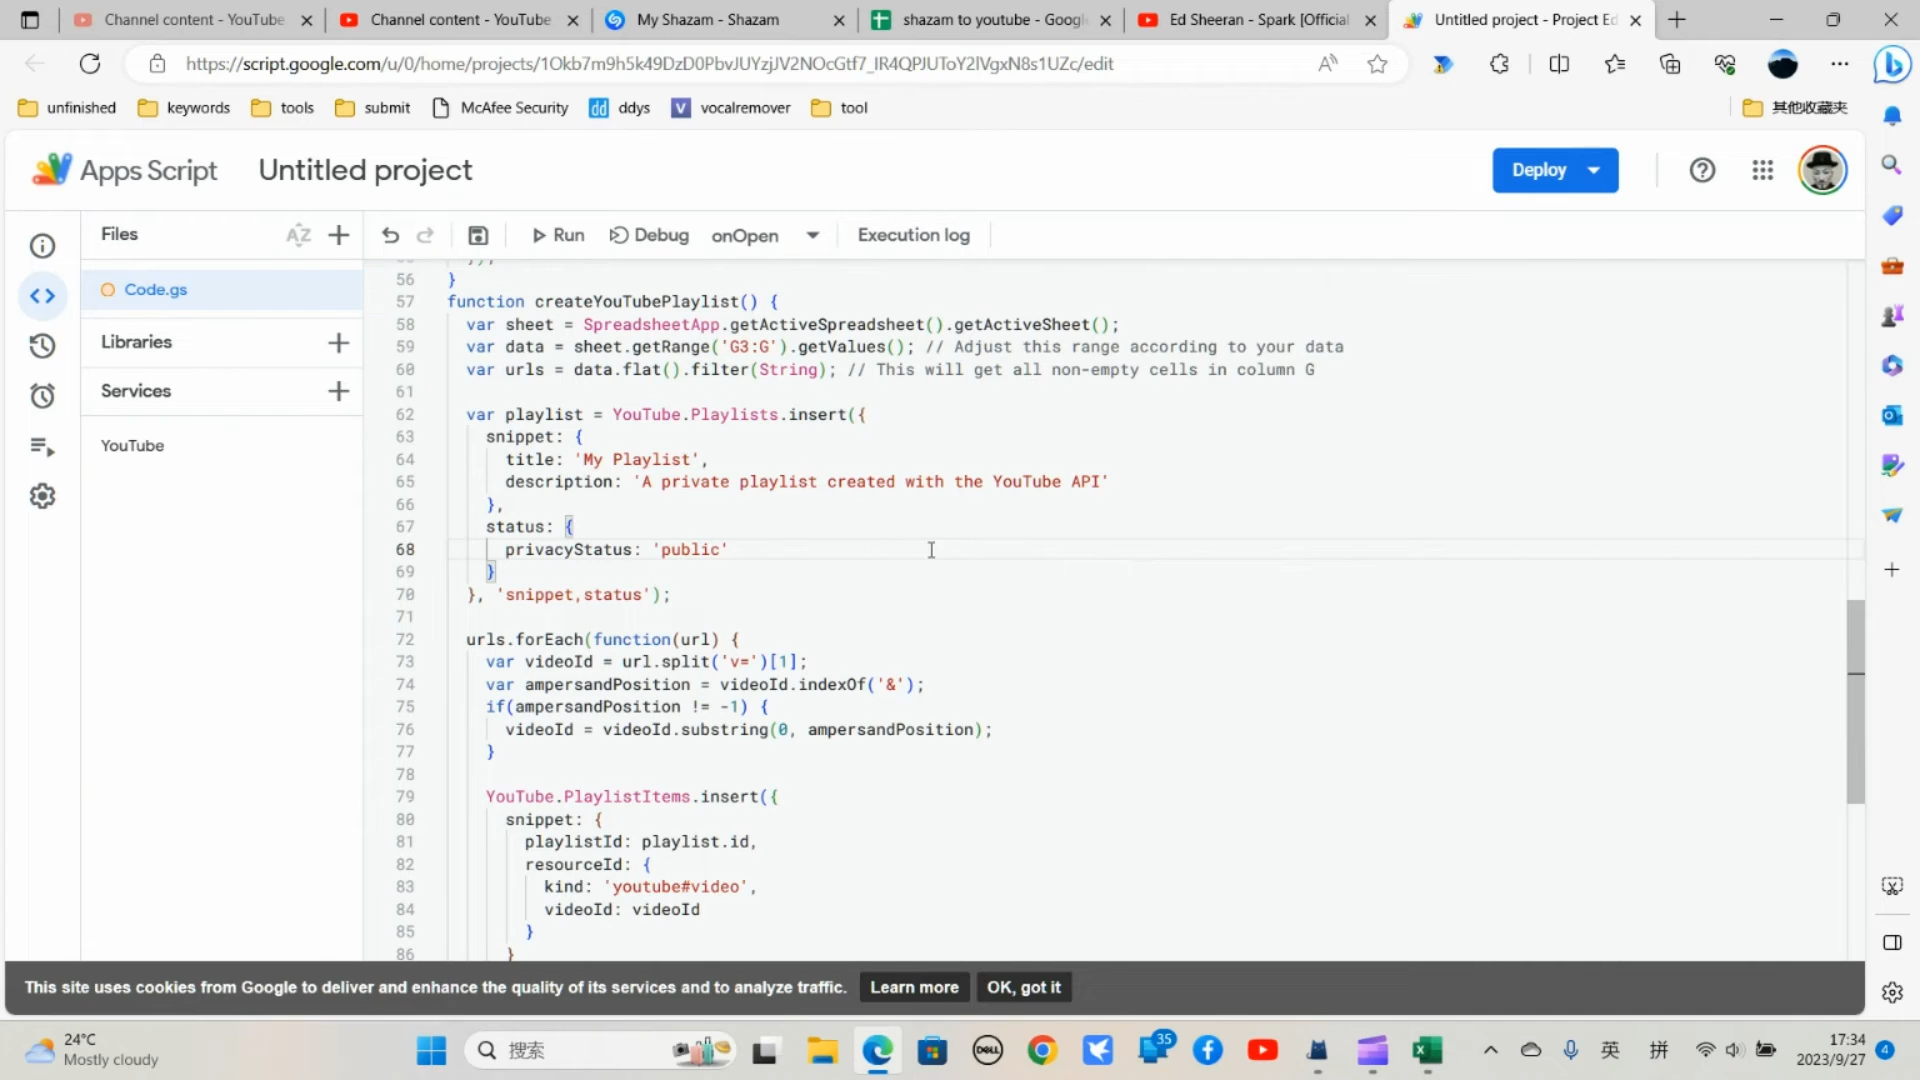 Channel content - YouTube
Channel content - YouTube
My Shazam - Shazam
shazam to youtube - Google
Ed Sheeran - Spark [Official
Untitled project - Project Ed
https://script.google.com/u/0/home/projects/1Okb7m9h5k49DzD0PbvJUYzjJV2NOcGtf7_IR4QPJUToY2lVgxN8s1UZc/edit
unfinished
keywords
tools
submit
McAfee Security
dd ddys
V vocalremover
tool
其他收藏夹
Apps Script
Untitled project
Deploy
Files
AZ
Run
Debug
onOpen
Execution log
Code.gs
Libraries
Services
YouTube
55 });
56 }
57 function createYouTubePlaylist() {
58 var sheet = SpreadsheetApp.getActiveSpreadsheet().getActiveSheet();
59 var data = sheet.getRange('G3:G').getValues(); // Adjust this range according to your data
60 var urls = data.flat().filter(String); // This will get all non-empty cells in column G
61
62 var playlist = YouTube.Playlists.insert({
63 snippet: {
64 title: 'My Playlist',
65 description: 'A private playlist created with the YouTube API'
66 },
67 status: {
68 privacyStatus: 'public'
69 }
70 }, 'snippet,status');
71
72 urls.forEach(function(url) {
73 var videoId = url.split('v=')[1];
74 var ampersandPosition = videoId.indexOf('&');
75 if(ampersandPosition != -1) {
76 videoId = videoId.substring(0, ampersandPosition);
77 }
78
79 YouTube.PlaylistItems.insert({
80 snippet: {
81 playlistId: playlist.id,
82 resourceId: {
83 kind: 'youtube#video',
84 videoId: videoId
85 }
86 }
This site uses cookies from Google to deliver and enhance the quality of its services and to analyze traffic.
Learn more
OK, got it
24°C
Mostly cloudy
搜索
DELL
35
英
拼
17:34
2023/9/27
4